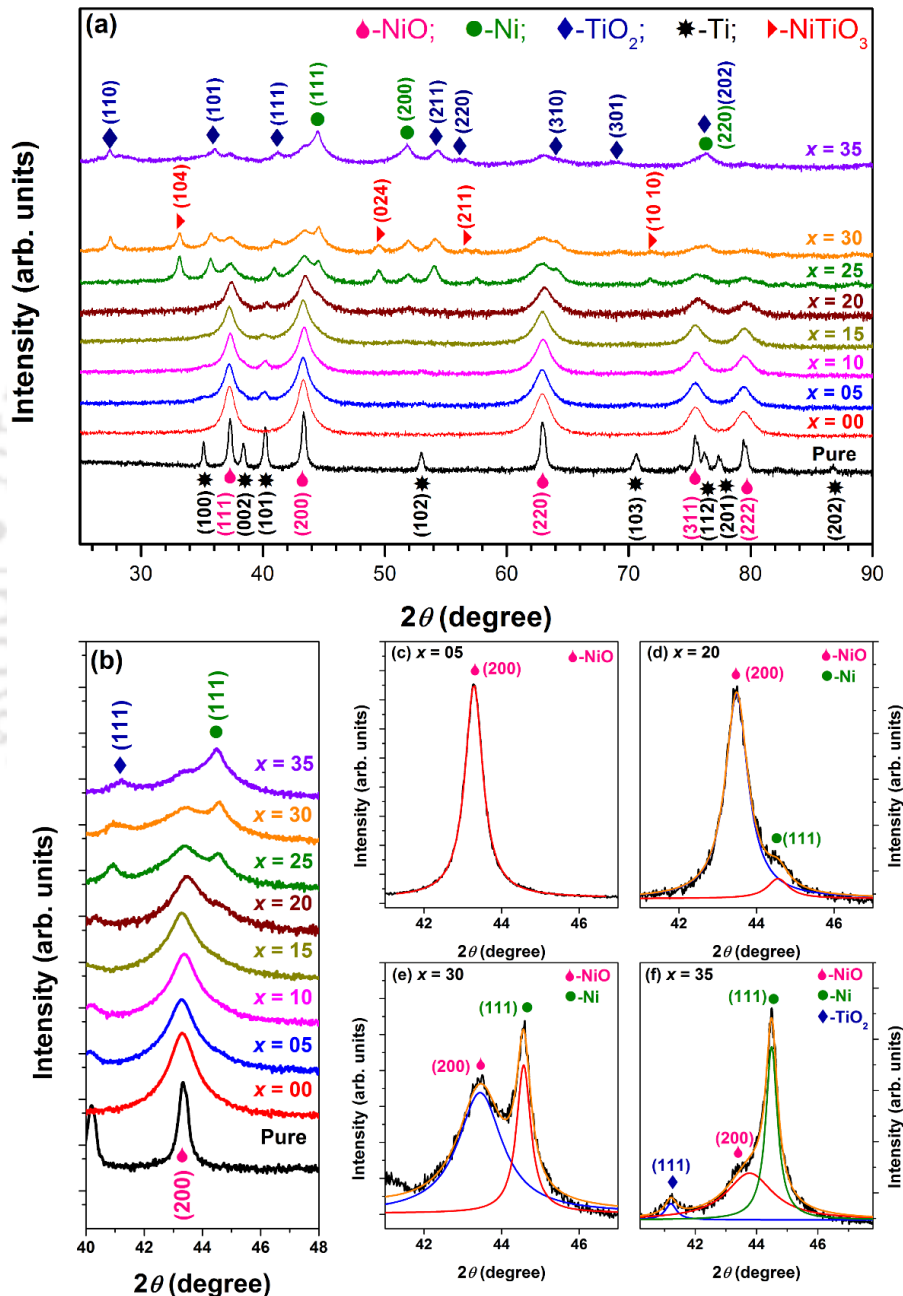 (a)
-NiO; -Ni; -TiO2; -Ti; -NiTiO3
(110)
(101)
(111)
(111)
(200)
(211)
(220)
(310)
(301)
(220)
(202)
x = 35
(104)
(024)
(211)
(10 10)
x = 30
x = 25
x = 20
x = 15
x = 10
x = 05
x = 00
Pure
(100)
(111)
(002)
(101)
(200)
(102)
(220)
(103)
(311)
(112)
(201)
(222)
(202)
Intensity (arb. units)
30 40 50 60 70 80 90
2θ (degree)
(b)
(111)
(111)
x = 35
x = 30
x = 25
x = 20
x = 15
x = 10
x = 05
x = 00
Pure
(200)
Intensity (arb. units)
40 42 44 46 48
2θ (degree)
(c) x = 05
-NiO
(200)
Intensity (arb. units)
42 44 46
2θ (degree)
(d) x = 20
-NiO
-Ni
(200)
(111)
Intensity (arb. units)
42 44 46
2θ (degree)
(e) x = 30
-NiO
-Ni
(111)
(200)
Intensity (arb. units)
42 44 46
2θ (degree)
(f) x = 35
-NiO
-Ni
-TiO2
(111)
(200)
(111)
Intensity (arb. units)
42 44 46
2θ (degree)